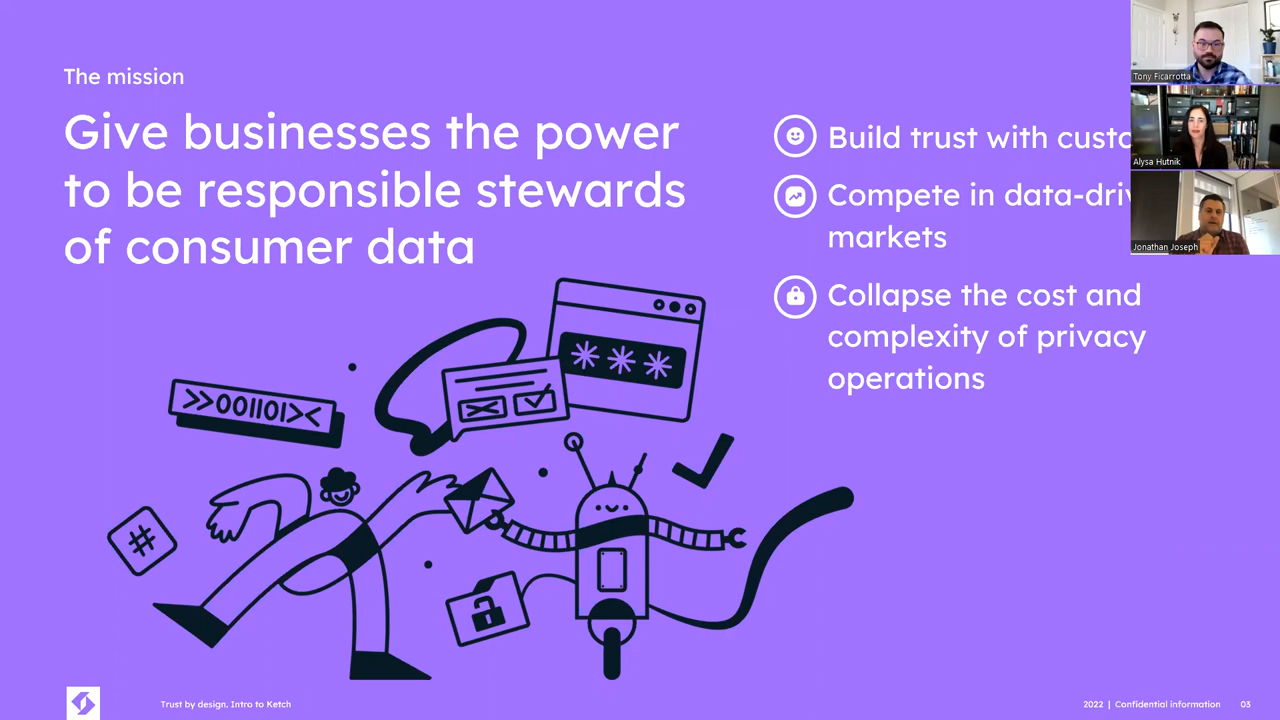 The mission
Give businesses the power
to be responsible stewards
of consumer data
Build trust with custo
Compete in data-driv
markets
Collapse the cost and
complexity of privacy
operations
Tony Ficarrotta
Alysa Hutnik
Jonathan Joseph
>>001101><
#
Trust by design. Intro to Ketch
2022 | Confidential information 03